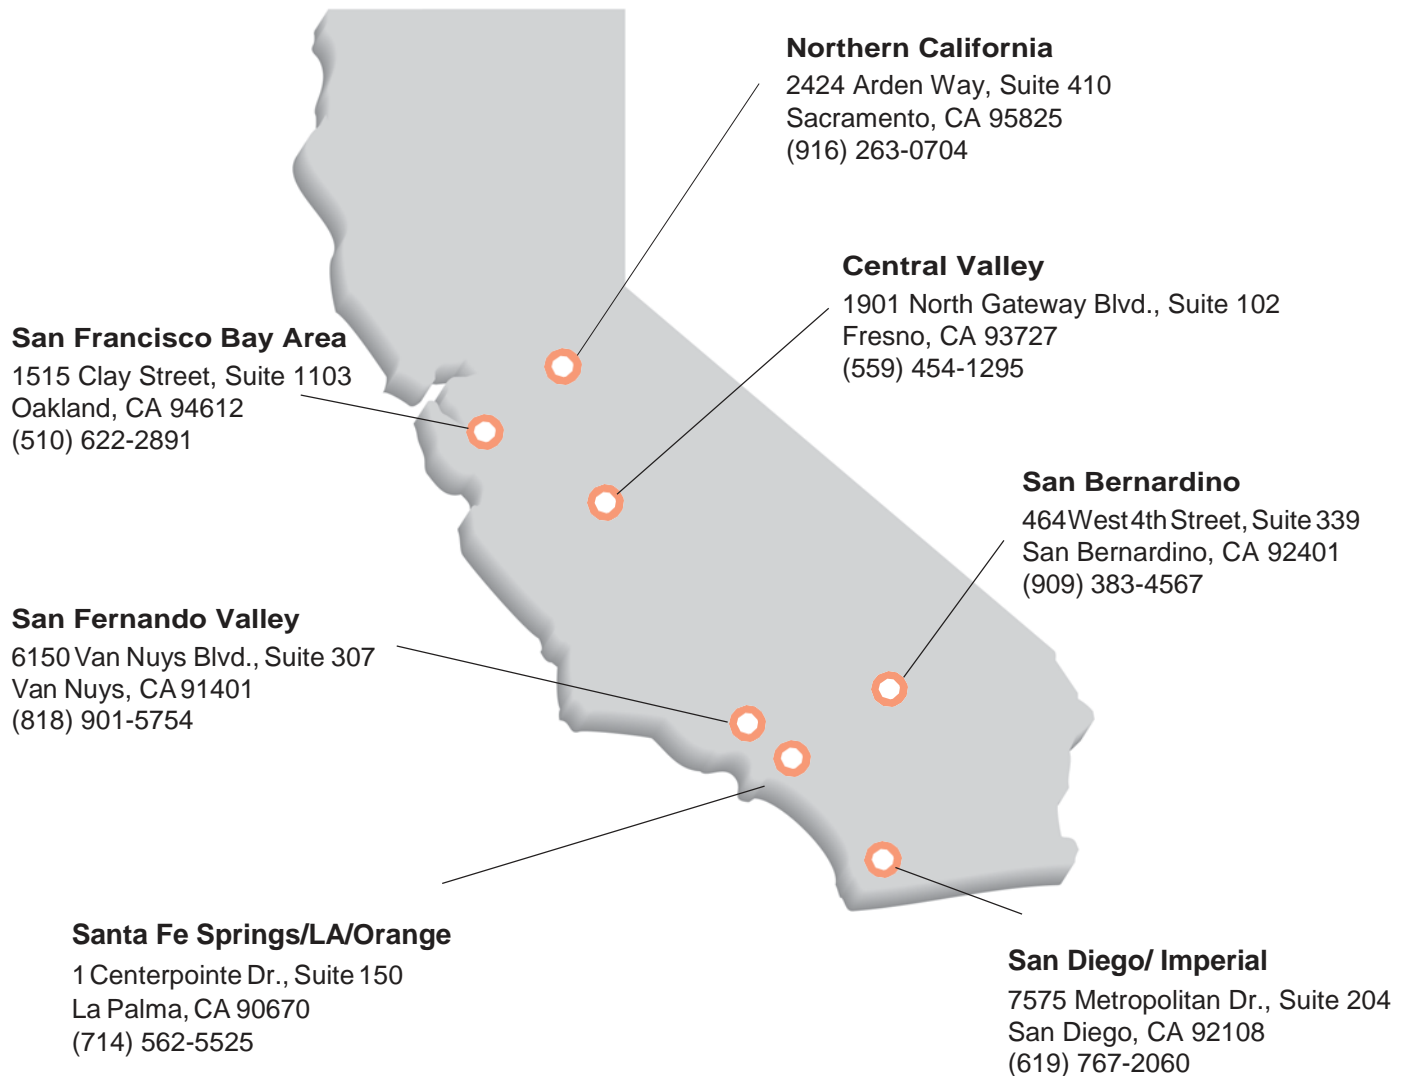 Northern California
2424 Arden Way, Suite 410
Sacramento, CA 95825
(916) 263-0704
Central Valley
1901 North Gateway Blvd., Suite 102
Fresno, CA 93727
(559) 454-1295
San Francisco Bay Area
1515 Clay Street, Suite 1103
Oakland, CA 94612
(510) 622-2891
San Bernardino
464 West 4th Street, Suite 339
San Bernardino, CA 92401
(909) 383-4567
San Fernando Valley
6150 Van Nuys Blvd., Suite 307
Van Nuys, CA 91401
(818) 901-5754
Santa Fe Springs/LA/Orange
1 Centerpointe Dr., Suite 150
La Palma, CA 90670
(714) 562-5525
San Diego/ Imperial
7575 Metropolitan Dr., Suite 204
San Diego, CA 92108
(619) 767-2060